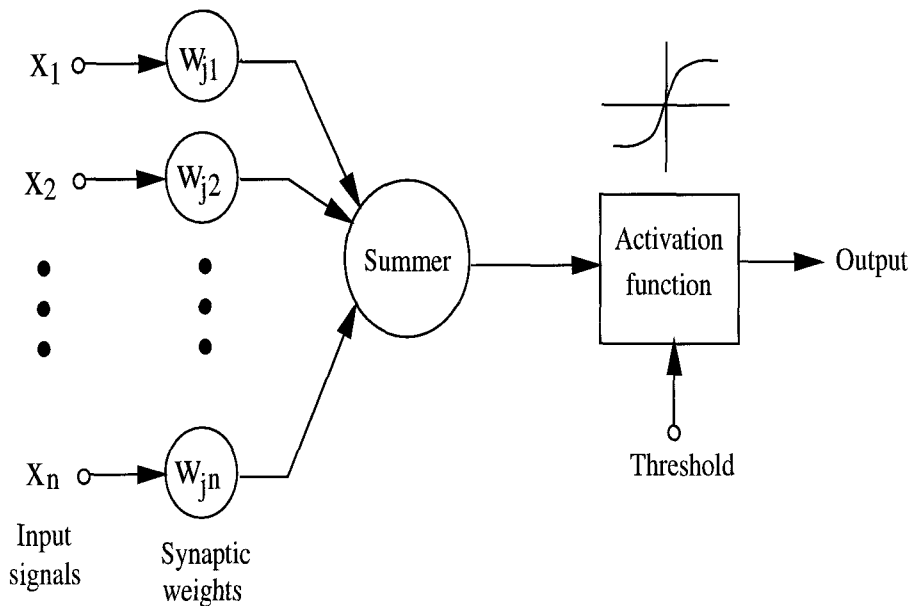 X1
Wj1
X2
Wj2
Summer
Activation
function
Output
Xn
Wjn
Threshold
Input
signals
Synaptic
weights